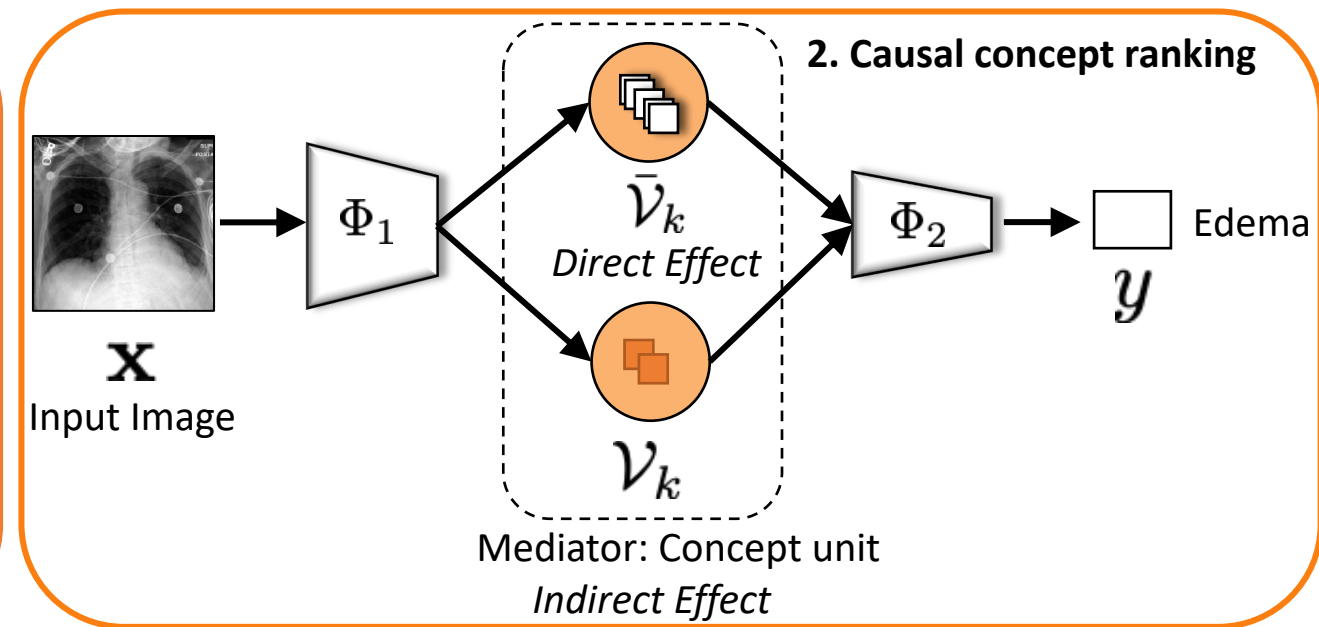 2. Causal concept ranking
Φ₁
𝒱̄ₖ
Direct Effect
Φ₂
Edema
y
x
Input Image
𝒱ₖ
Mediator: Concept unit
Indirect Effect